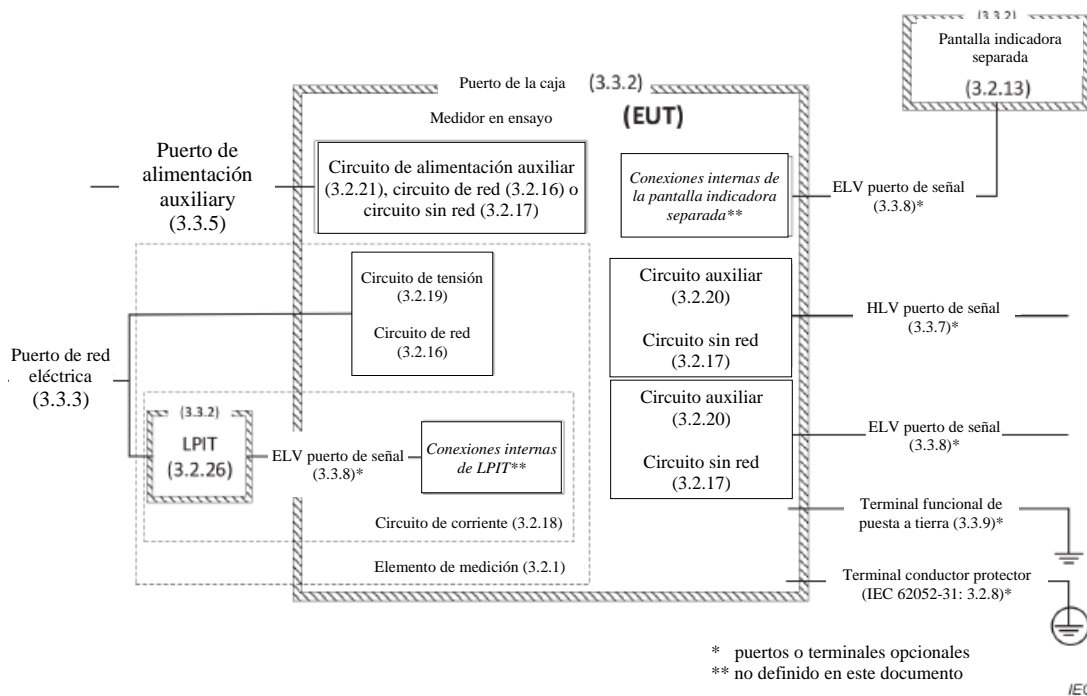 (3.3.2)
Pantalla indicadora
separada
(3.2.13)
Puerto de la caja (3.3.2)
Medidor en ensayo (EUT)
Puerto de
alimentación
auxiliary
(3.3.5)
Circuito de alimentación auxiliar
(3.2.21), circuito de red (3.2.16) o
circuito sin red (3.2.17)
Conexiones internas de
la pantalla indicadora
separada**
ELV puerto de señal
(3.3.8)*
Circuito de tensión
(3.2.19)
Circuito de red
(3.2.16)
Circuito auxiliar
(3.2.20)
Circuito sin red
(3.2.17)
HLV puerto de señal
(3.3.7)*
Puerto de red
eléctrica
(3.3.3)
(3.3.2)
LPIT
(3.2.26)
ELV puerto de señal
(3.3.8)*
Conexiones internas
de LPIT**
Circuito auxiliar
(3.2.20)
Circuito sin red
(3.2.17)
ELV puerto de señal
(3.3.8)*
Circuito de corriente (3.2.18)
Elemento de medición (3.2.1)
Terminal funcional de
puesta a tierra (3.3.9)*
Terminal conductor protector
(IEC 62052-31: 3.2.8)*
* puertos o terminales opcionales
** no definido en este documento
IEC